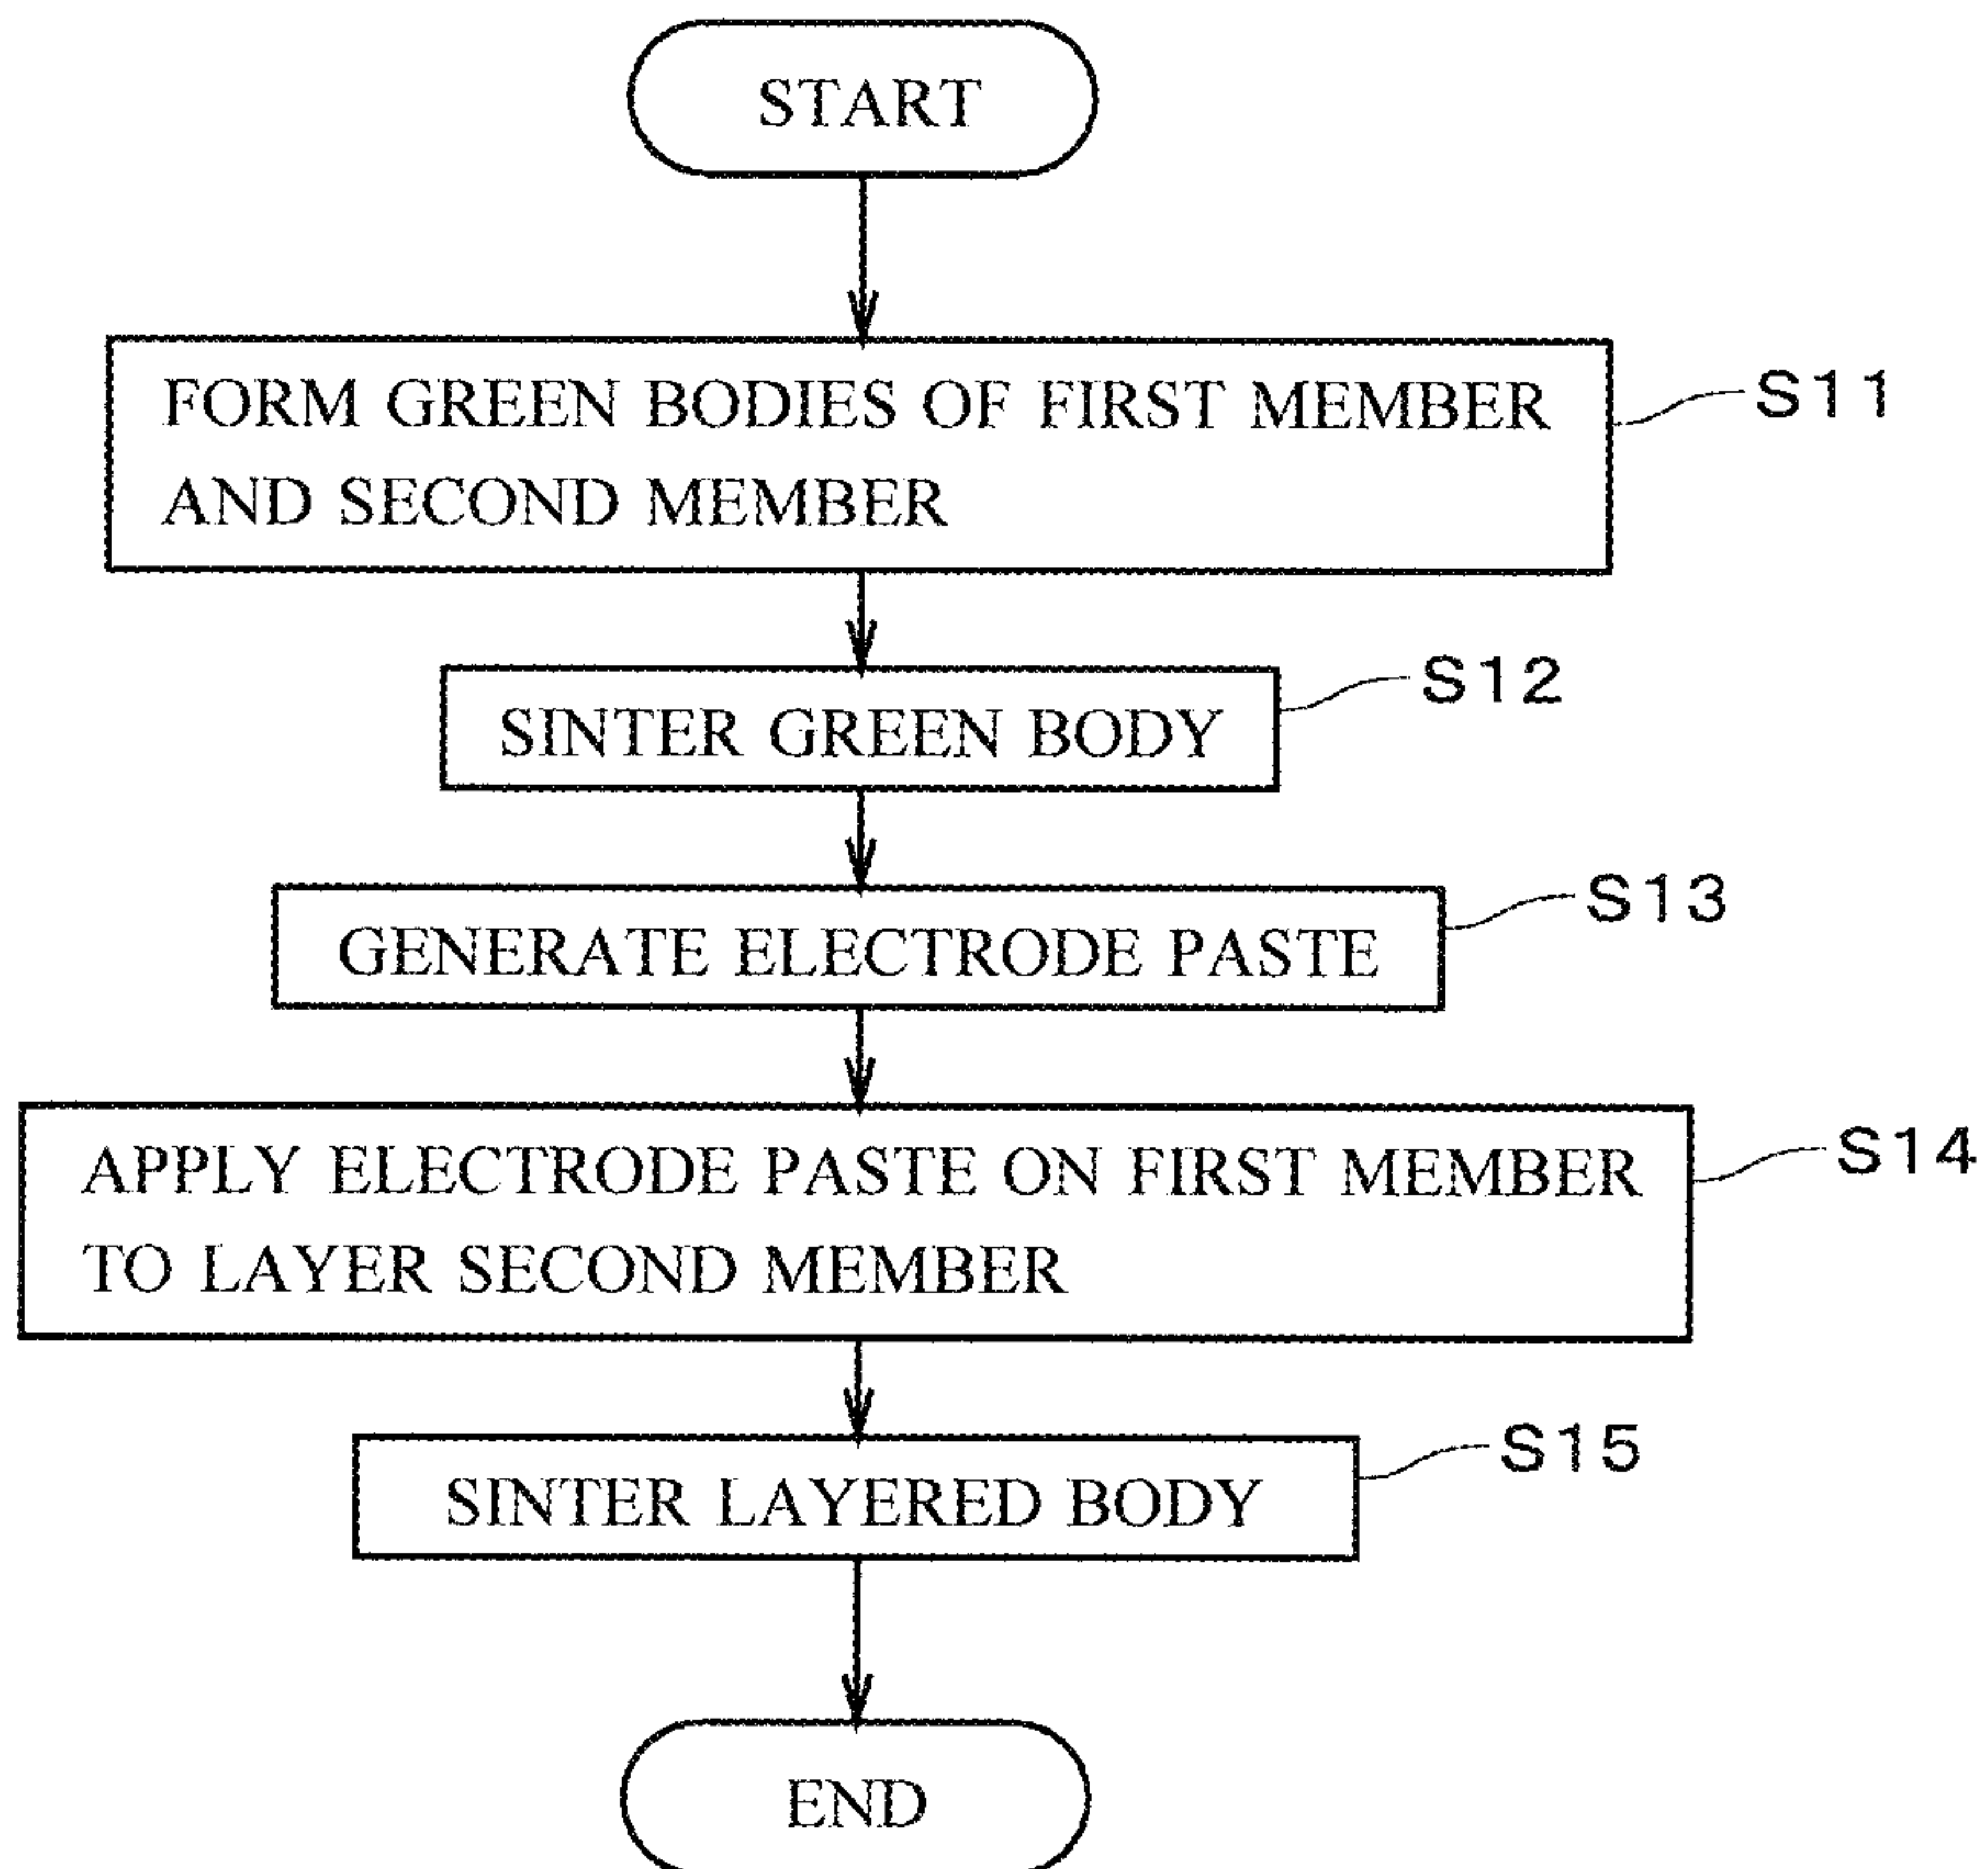 START
FORM GREEN BODIES OF FIRST MEMBER
AND SECOND MEMBER
S11
SINTER GREEN BODY
S12
GENERATE ELECTRODE PASTE
S13
APPLY ELECTRODE PASTE ON FIRST MEMBER
TO LAYER SECOND MEMBER
S14
SINTER LAYERED BODY
S15
END